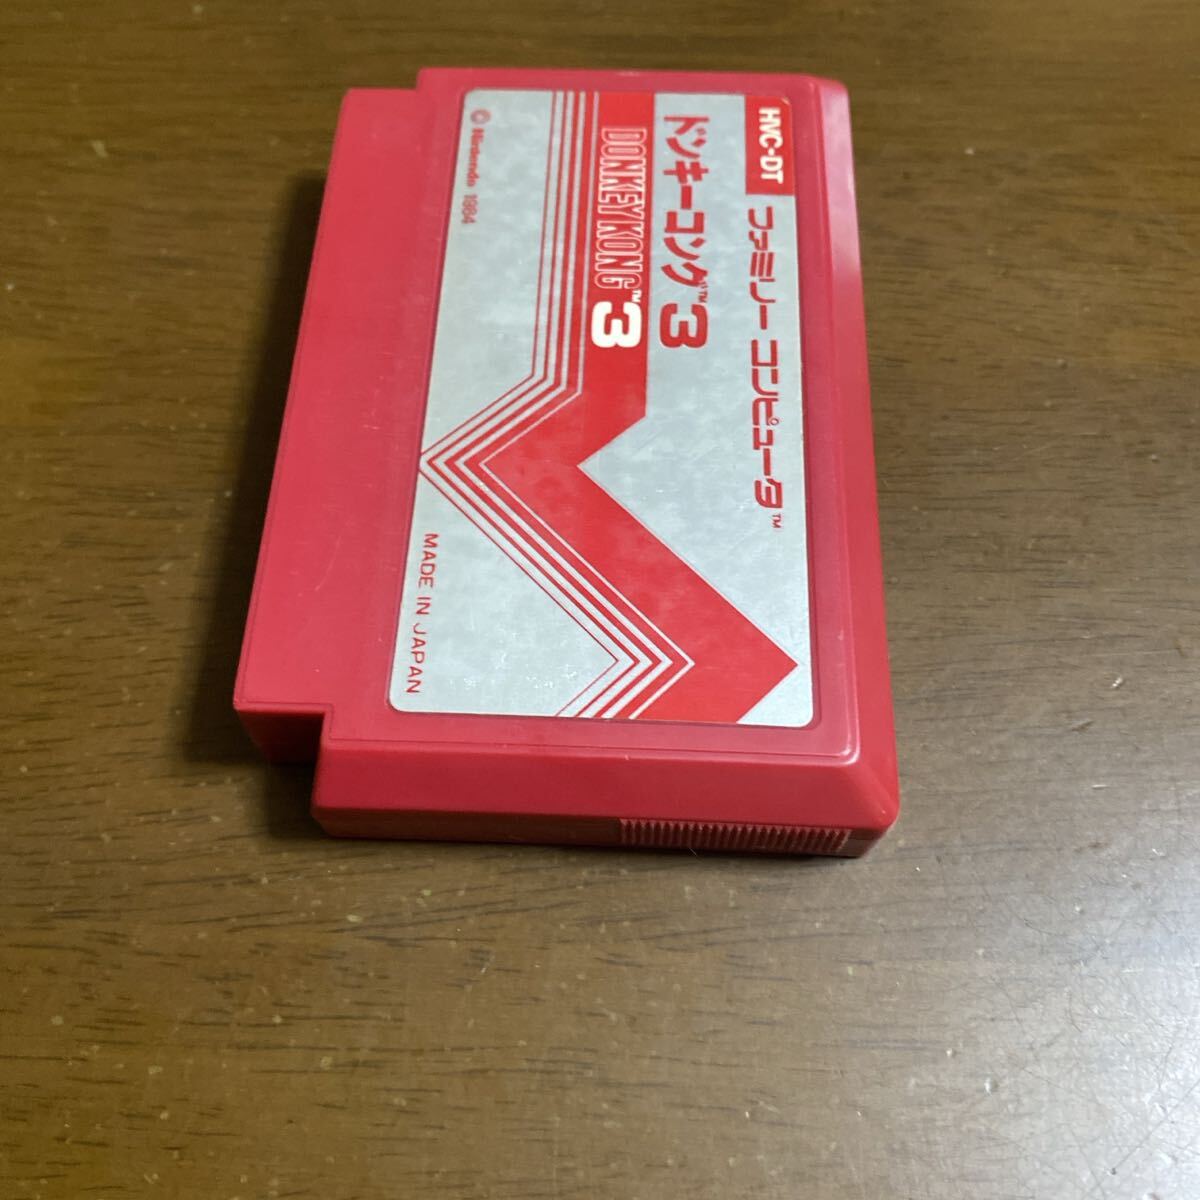 HVC-DT
ファミリー コンピュータ™
ドンキーコング™3
DONKEY KONG™3
© Nintendo 1984
MADE IN JAPAN